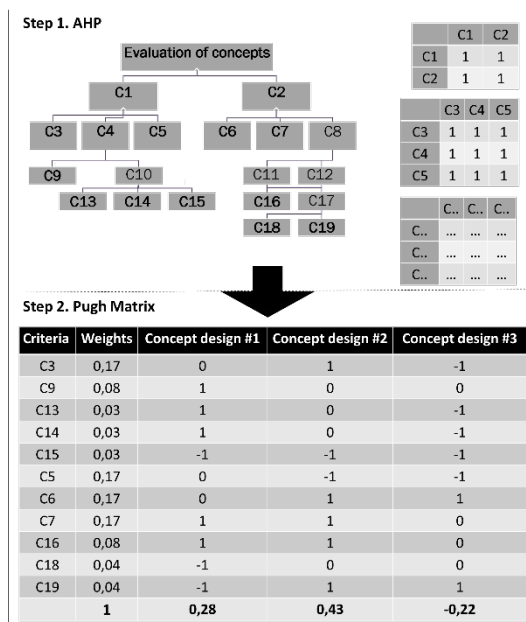 Step 1. AHP
Evaluation of concepts
C1 C2
C3 C4 C5 C6 C7 C8
C9 C10 C11 C12
C13 C14 C15 C16 C17
C18 C19
C1 C2
C1 1 1
C2 1 1
C3 C4 C5
C3 1 1 1
C4 1 1 1
C5 1 1 1
C.. C.. C..
C.. ... ... ...
C.. ... ... ...
C.. ... ... ...
Step 2. Pugh Matrix
Criteria Weights Concept design #1 Concept design #2 Concept design #3
C3 0,17 0 1 -1
C9 0,08 1 0 0
C13 0,03 1 0 -1
C14 0,03 1 0 -1
C15 0,03 -1 -1 -1
C5 0,17 0 -1 -1
C6 0,17 0 1 1
C7 0,17 1 1 0
C16 0,08 1 1 0
C18 0,04 -1 0 0
C19 0,04 -1 1 1
1 0,28 0,43 -0,22